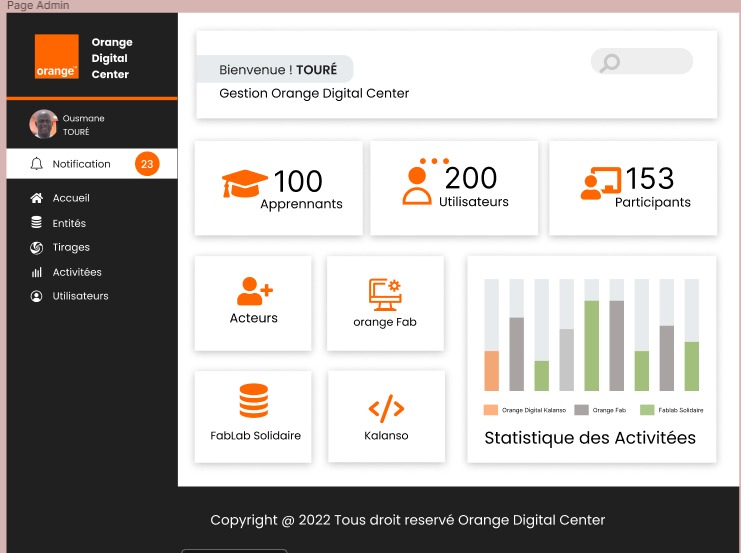 Page Admin
orange
Orange
Digital
Center
Ousmane
TOURÉ
Notification
23
Accueil
Entités
Tirages
Activitées
Utilisateurs
Bienvenue ! TOURÉ
Gestion Orange Digital Center
100
Apprennants
200
Utilisateurs
153
Participants
Acteurs
orange Fab
FabLab Solidaire
Kalanso
Orange Digital Kalanso
Orange Fab
Fablab Solidaire
Statistique des Activitées
Copyright @ 2022 Tous droit reservé Orange Digital Center